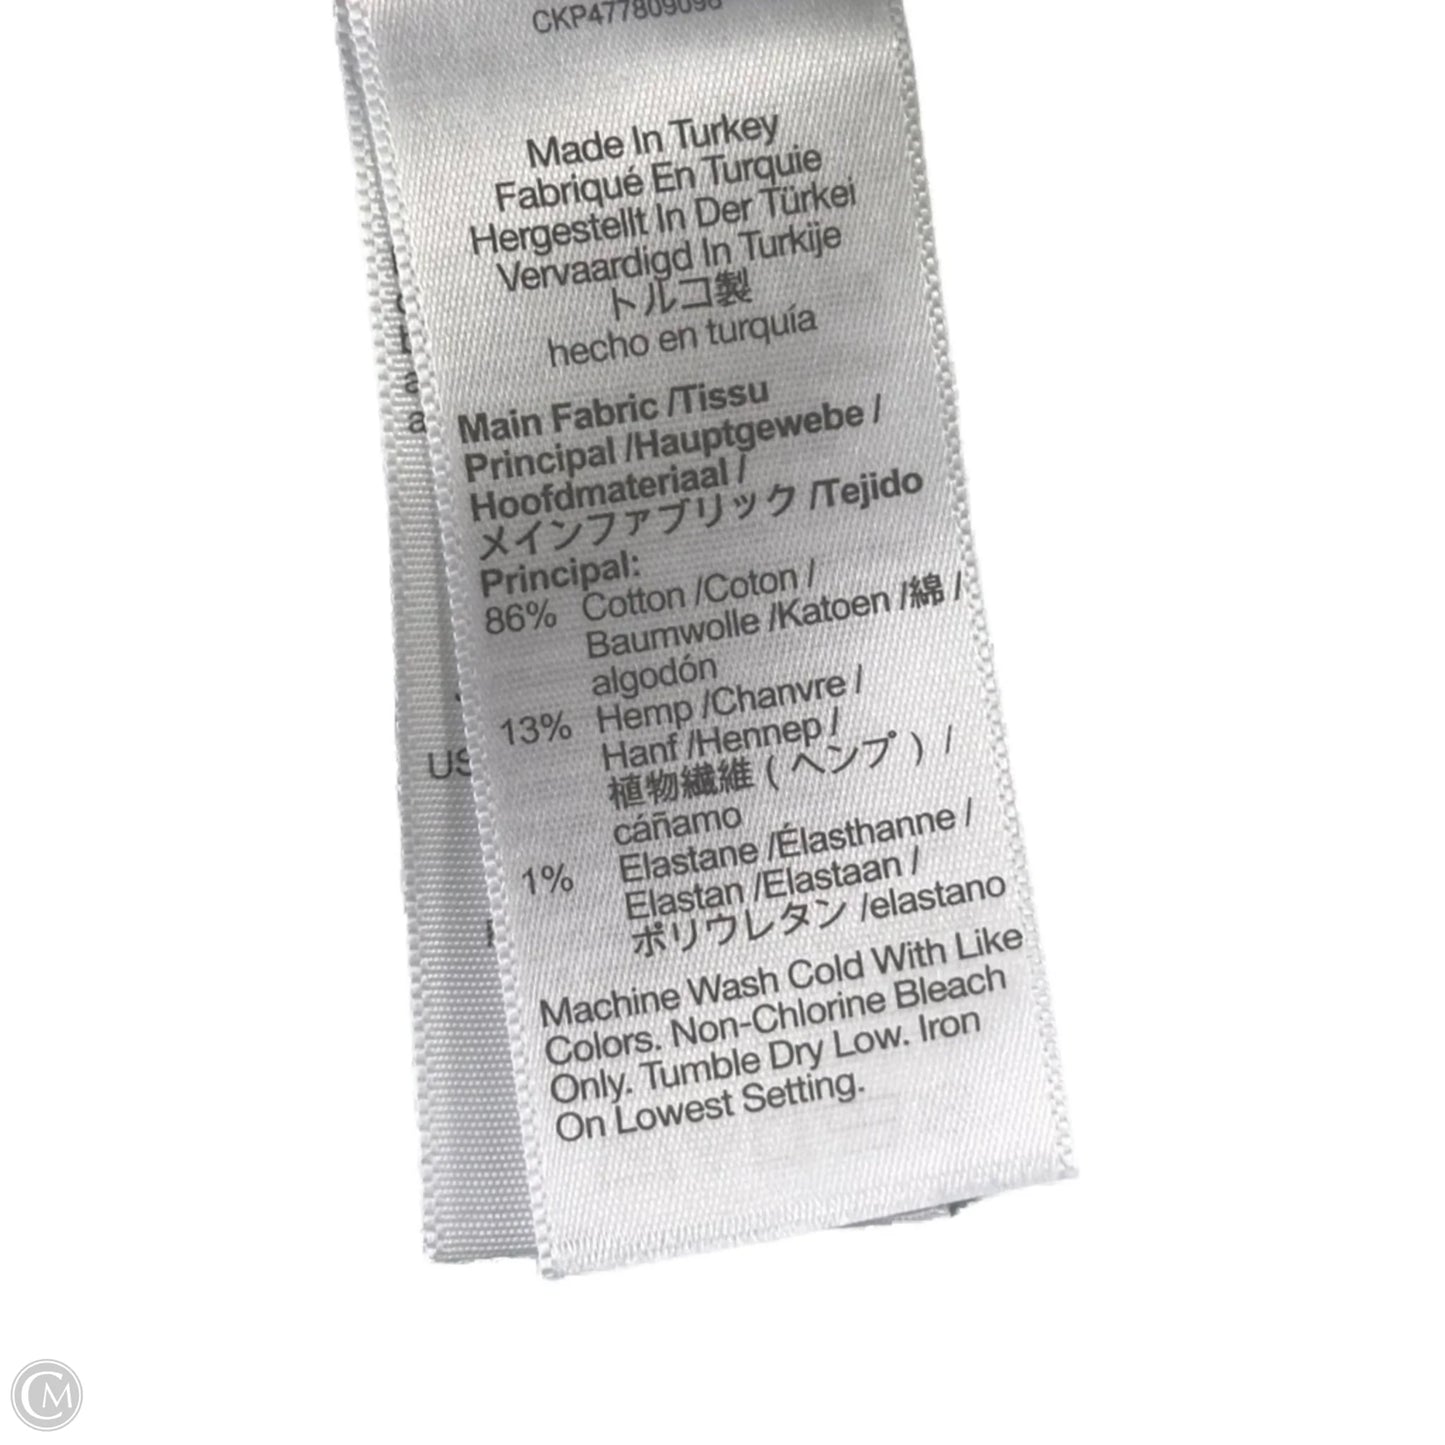 CKP477809098
Made In Turkey
Fabriqué En Turquie
Hergestellt In Der Türkei
Vervaardigd In Turkije
トルコ製
hecho en turquía
Main Fabric /Tissu
Principal /Hauptgewebe /
Hoofdmateriaal /
メインファブリック /Tejido
Principal:
86% Cotton /Coton /
Baumwolle /Katoen /綿 /
algodón
13% Hemp /Chanvre /
Hanf /Hennep /
植物繊維 ( ヘンプ ) /
cáñamo
1% Elastane /Élasthanne /
Elastan /Elastaan /
ポリウレタン /elastano
Machine Wash Cold With Like
Colors. Non-Chlorine Bleach
Only. Tumble Dry Low. Iron
On Lowest Setting.
US
CM